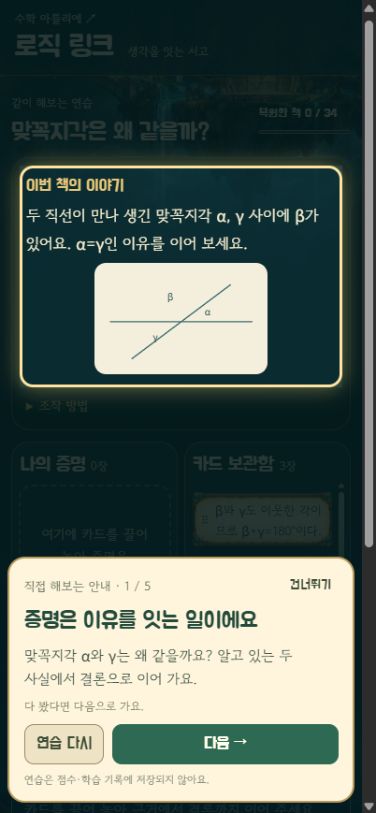 수학 아틀리에 ↗
로직 링크 생각을 잇는 서고
같이 해보는 연습
복원한 책 0 / 34
맞꼭지각은 왜 같을까?
이번 책의 이야기
두 직선이 만나 생긴 맞꼭지각 α, γ 사이에 β가
있어요. α=γ인 이유를 이어 보세요.
β
α
γ
▶ 조작 방법
나의 증명 0장
카드 보관함 3장
여기에 카드를 끌어
놓아 주세요
β와 γ도 이웃한 각이
므로 β+γ=180°이다.
직접 해보는 안내 · 1 / 5
건너뛰기
증명은 이유를 잇는 일이에요
맞꼭지각 α와 γ는 왜 같을까요? 알고 있는 두
사실에서 결론으로 이어 가요.
다 봤다면 다음으로 가요.
연습 다시
다음 →
연습은 점수·학습 기록에 저장되지 않아요.